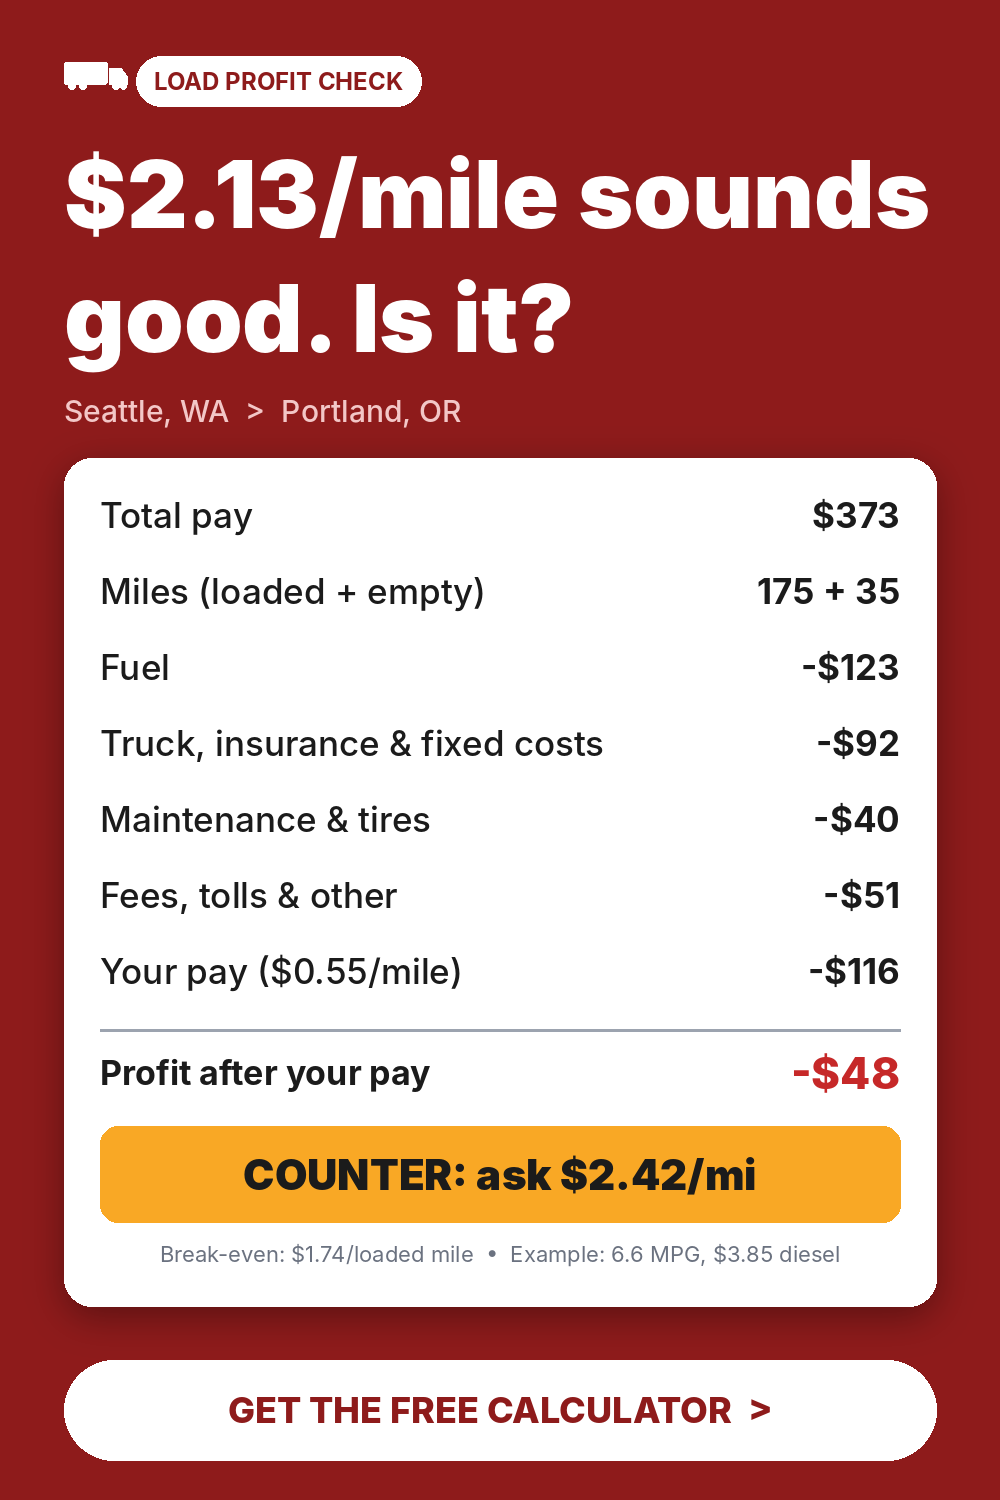 LOAD PROFIT CHECK
$2.13/mile sounds
good. Is it?
Seattle, WA > Portland, OR
Total pay $373
Miles (loaded + empty) 175 + 35
Fuel -$123
Truck, insurance & fixed costs -$92
Maintenance & tires -$40
Fees, tolls & other -$51
Your pay ($0.55/mile) -$116
Profit after your pay -$48
COUNTER: ask $2.42/mi
Break-even: $1.74/loaded mile • Example: 6.6 MPG, $3.85 diesel
GET THE FREE CALCULATOR >